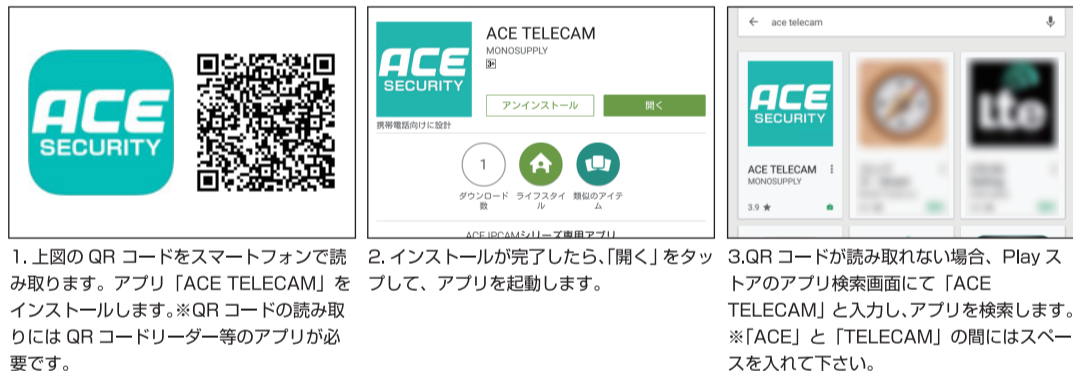 ACE
SECURITY
ACE
SECURITY
ACE TELECAM
MONOSUPPLY
3+
アンインストール
開く
携帯電話向けに設計
1
ダウンロード
数
ライフスタイ
ル
類似のアイテ
ム
ACE IPCAMシリーズ専用アプリ
ace telecam
ACE
SECURITY
ACE TELECAM
MONOSUPPLY
3.9 ★
1. 上図の QR コードをスマートフォンで読
み取ります。アプリ「ACE TELECAM」を
インストールします。※QR コードの読み取
りには QR コードリーダー等のアプリが必
要です。
2. インストールが完了したら、「開く」をタッ
プして、アプリを起動します。
3.QR コードが読み取れない場合、Play ス
トアのアプリ検索画面にて「ACE
TELECAM」と入力し、アプリを検索します。
※「ACE」と「TELECAM」の間にはスペー
スを入れて下さい。